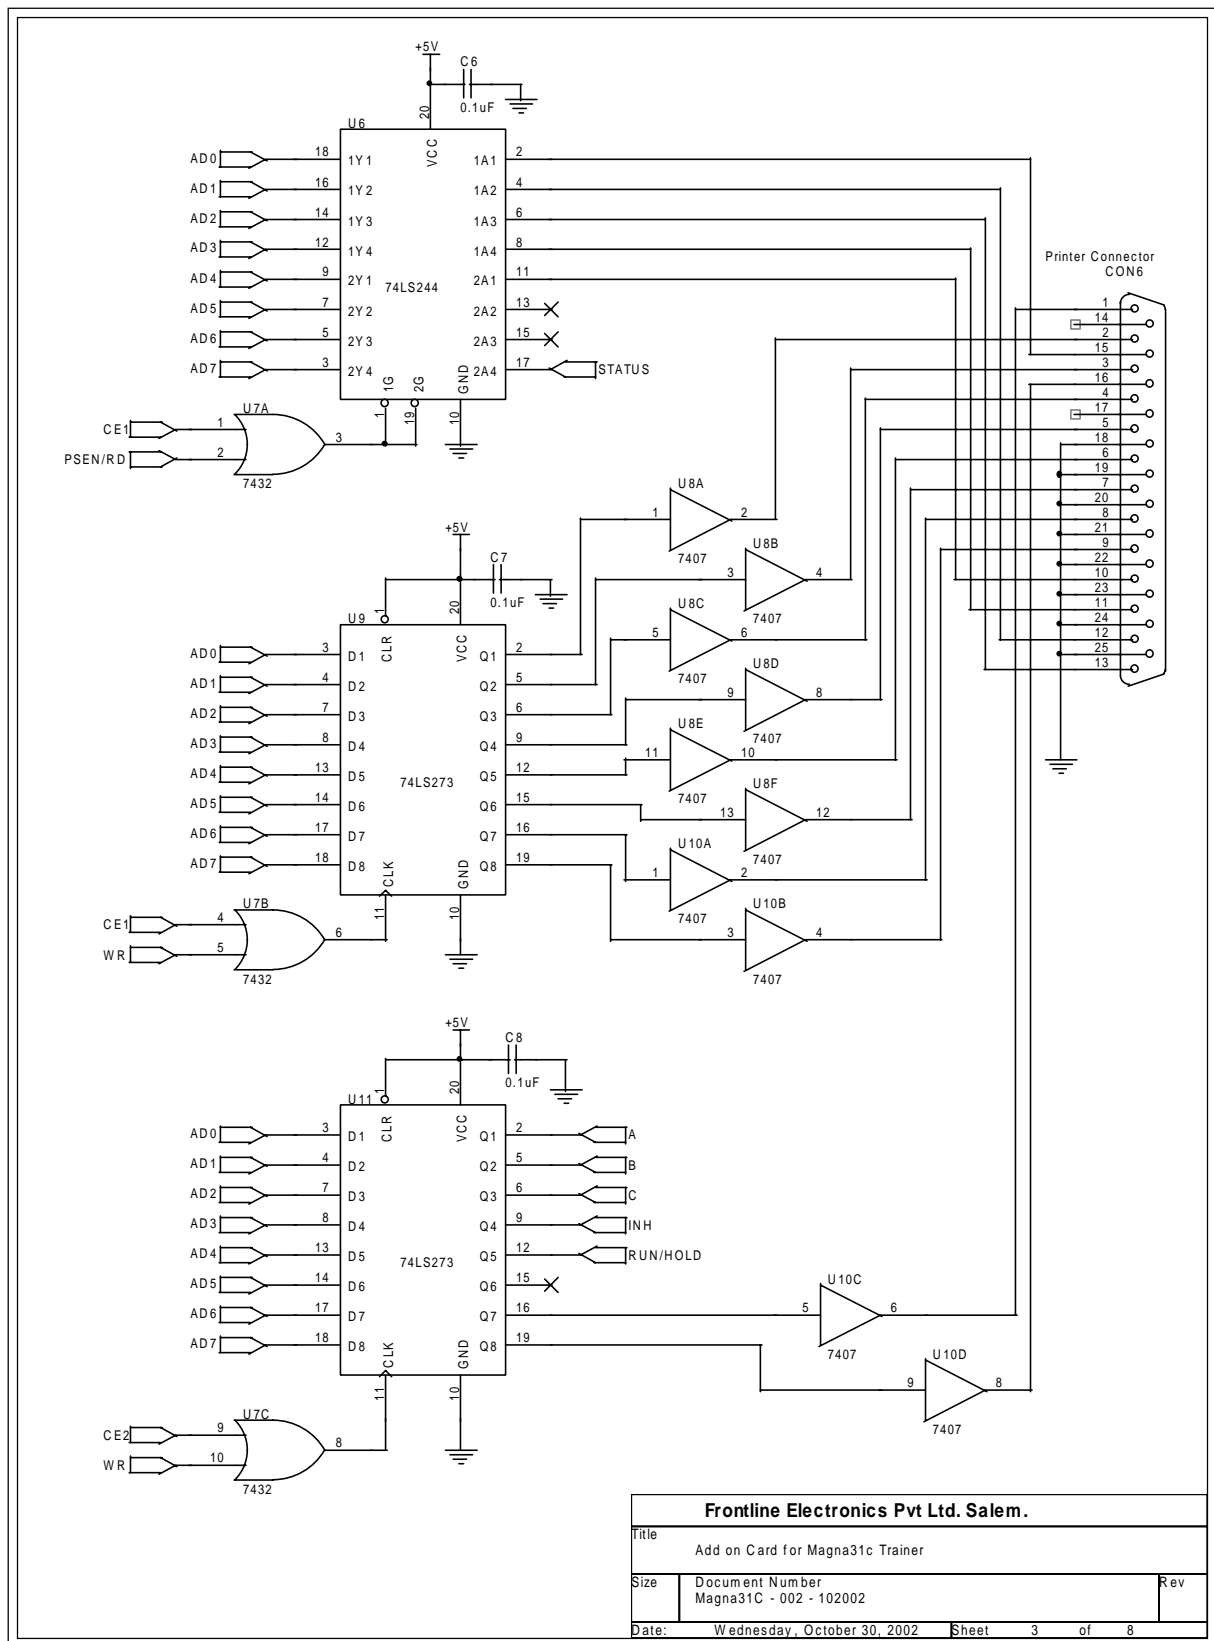 +5V
C6
0.1uF
20
U6
VCC
AD0 18 1Y1 1A1 2
AD1 16 1Y2 1A2 4
AD2 14 1Y3 1A3 6
AD3 12 1Y4 1A4 8
AD4 9 2Y1 2A1 11
74LS244
AD5 7 2Y2 2A2 13
AD6 5 2Y3 2A3 15
AD7 3 2Y4 2A4 17 STATUS
1G 2G GND
1 19 10
U7A
CE1 1
3
PSEN/RD 2
7432
Printer Connector
CON6
1
14
2
15
3
16
4
17
5
18
6
19
7
20
8
21
9
22
10
23
11
24
12
25
13
+5V
C7
0.1uF
1 20
U9
CLR VCC
AD0 3 D1 Q1 2
AD1 4 D2 Q2 5
AD2 7 D3 Q3 6
AD3 8 D4 Q4 9
AD4 13 D5 Q5 12
74LS273
AD5 14 D6 Q6 15
AD6 17 D7 Q7 16
AD7 18 D8 Q8 19
CLK GND
11 10
U7B
CE1 4
6
WR 5
7432
U8A
1 2
7407
U8B
3 4
7407
U8C
5 6
7407
U8D
9 8
7407
U8E
11 10
7407
U8F
13 12
7407
U10A
1 2
7407
U10B
3 4
7407
+5V
C8
0.1uF
1 20
U11
CLR VCC
AD0 3 D1 Q1 2 A
AD1 4 D2 Q2 5 B
AD2 7 D3 Q3 6 C
AD3 8 D4 Q4 9 INH
AD4 13 D5 Q5 12 RUN/HOLD
74LS273
AD5 14 D6 Q6 15
AD6 17 D7 Q7 16
AD7 18 D8 Q8 19
CLK GND
11 10
U7C
CE2 9
8
WR 10
7432
U10C
5 6
7407
U10D
9 8
7407
Frontline Electronics Pvt Ltd. Salem.
Title
Add on Card for Magna31c Trainer
Size Document Number Rev
Magna31C - 002 - 102002
Date: Wednesday, October 30, 2002 Sheet 3 of 8